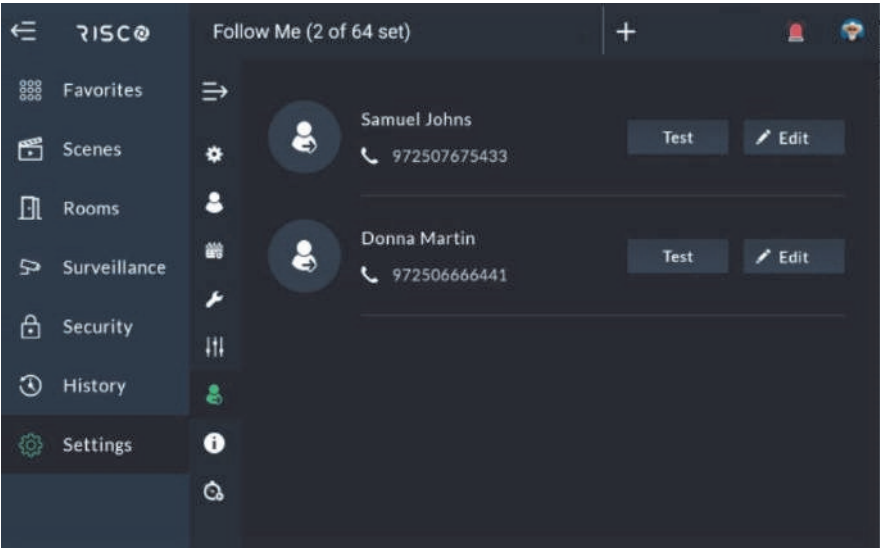 RISCO
Follow Me (2 of 64 set)
Favorites
Scenes
Rooms
Surveillance
Security
History
Settings
Samuel Johns
972507675433
Test
Edit
Donna Martin
972506666441
Test
Edit